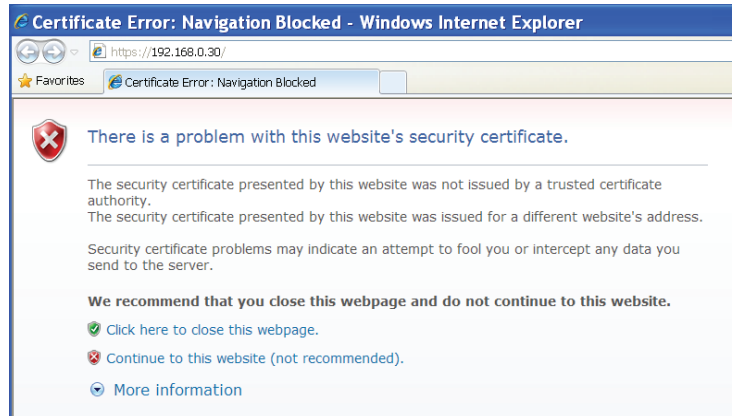 Certificate Error: Navigation Blocked - Windows Internet Explorer
https://192.168.0.30/
Favorites
Certificate Error: Navigation Blocked
There is a problem with this website's security certificate.
The security certificate presented by this website was not issued by a trusted certificate
authority.
The security certificate presented by this website was issued for a different website's address.
Security certificate problems may indicate an attempt to fool you or intercept any data you
send to the server.
We recommend that you close this webpage and do not continue to this website.
Click here to close this webpage.
Continue to this website (not recommended).
More information